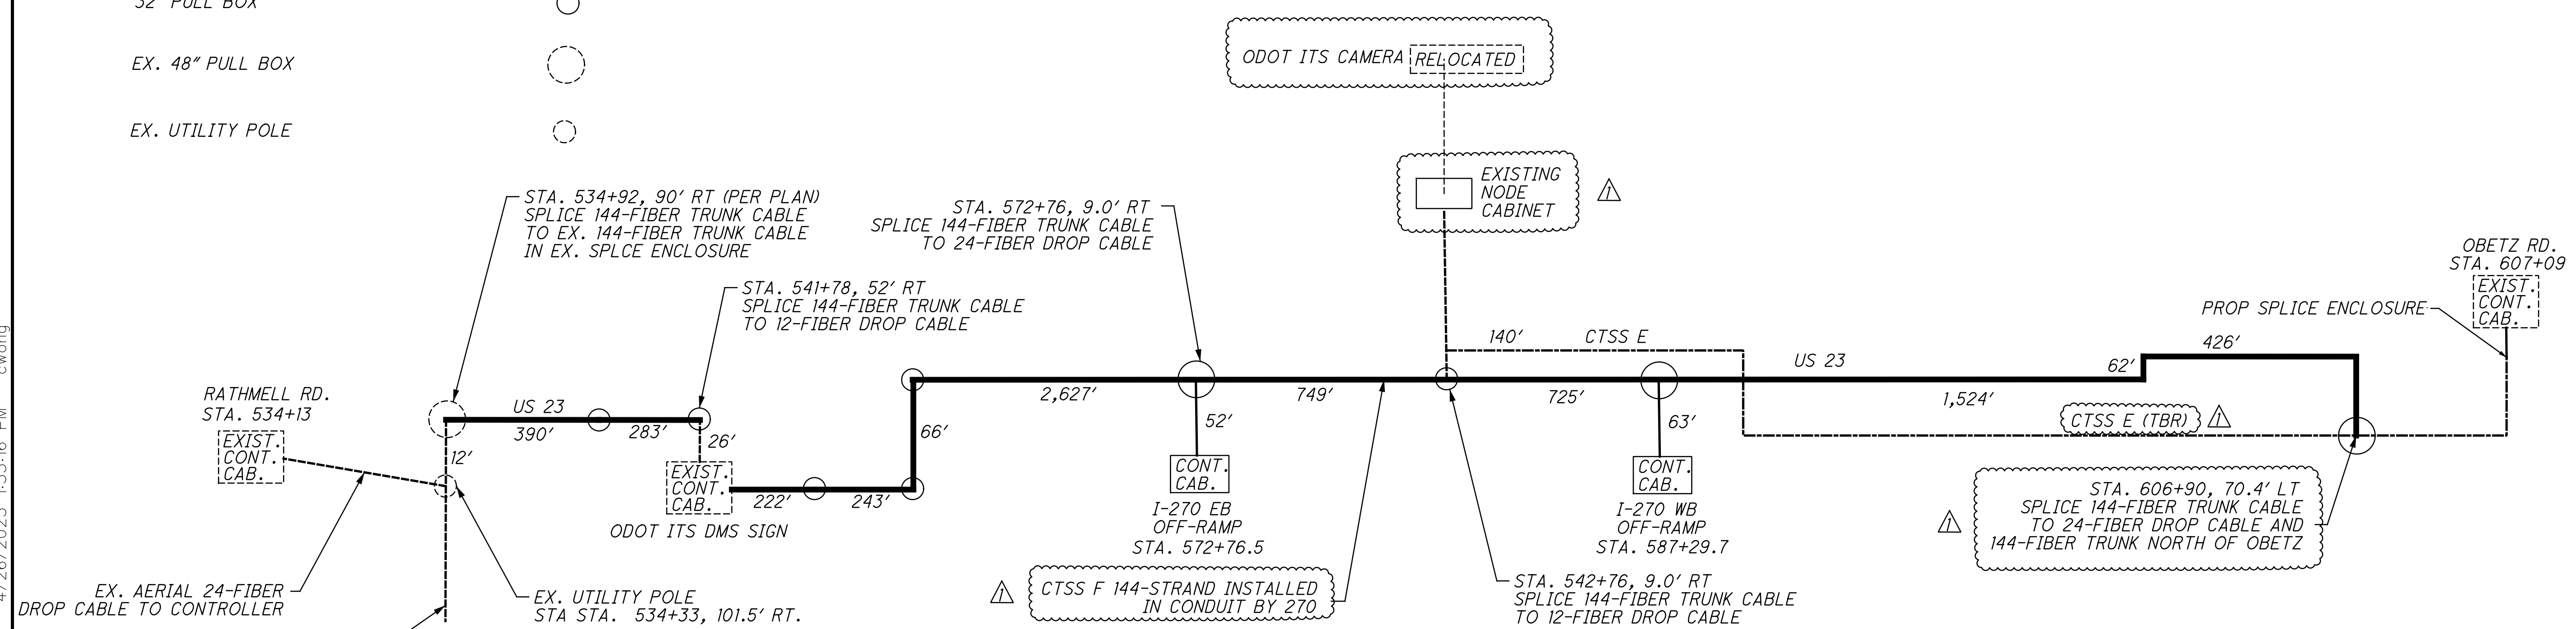 PULL BOX
EX. 48" PULL BOX
EX. UTILITY POLE
ODOT ITS CAMERA RELOCATED
EXISTING
NODE
CABINET
1
STA. 534+92, 90' RT (PER PLAN)
SPLICE 144-FIBER TRUNK CABLE
TO EX. 144-FIBER TRUNK CABLE
IN EX. SPLCE ENCLOSURE
STA. 541+78, 52' RT
SPLICE 144-FIBER TRUNK CABLE
TO 12-FIBER DROP CABLE
STA. 572+76, 9.0' RT
SPLICE 144-FIBER TRUNK CABLE
TO 24-FIBER DROP CABLE
OBETZ RD.
STA. 607+09
EXIST.
CONT.
CAB.
PROP SPLICE ENCLOSURE
140'
CTSS E
US 23
62'
426'
RATHMELL RD.
STA. 534+13
EXIST.
CONT.
CAB.
US 23
390'
283'
26'
12'
EXIST.
CONT.
CAB.
ODOT ITS DMS SIGN
222'
243'
66'
2,627'
749'
725'
1,524'
52'
63'
CTSS E (TBR)
1
CONT.
CAB.
I-270 EB
OFF-RAMP
STA. 572+76.5
CONT.
CAB.
I-270 WB
OFF-RAMP
STA. 587+29.7
1
STA. 606+90, 70.4' LT
SPLICE 144-FIBER TRUNK CABLE
TO 24-FIBER DROP CABLE AND
144-FIBER TRUNK NORTH OF OBETZ
EX. AERIAL 24-FIBER
DROP CABLE TO CONTROLLER
EX. UTILITY POLE
STA STA. 534+33, 101.5' RT.
1
CTSS F 144-STRAND INSTALLED
IN CONDUIT BY 270
STA. 542+76, 9.0' RT
SPLICE 144-FIBER TRUNK CABLE
TO 12-FIBER DROP CABLE
PM cwong